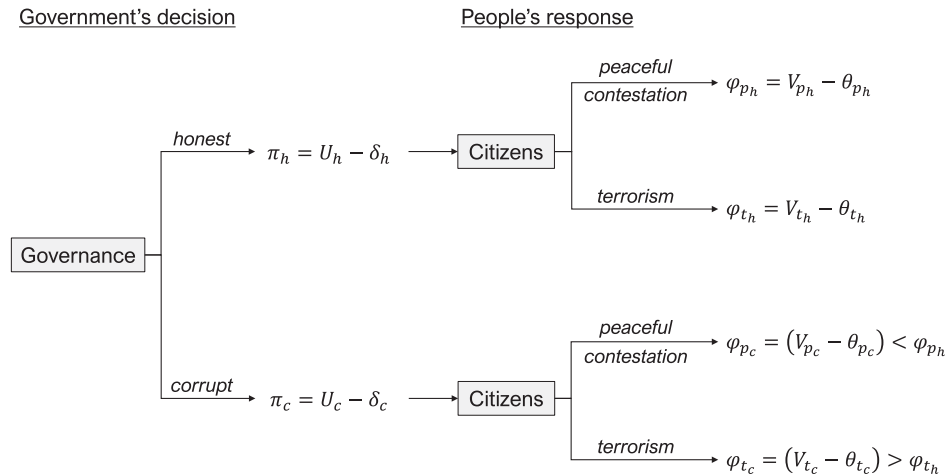 Government's decision
People's response
peaceful
contestation
φ_{p_h} = V_{p_h} − θ_{p_h}
honest
π_h = U_h − δ_h
Citizens
terrorism
φ_{t_h} = V_{t_h} − θ_{t_h}
Governance
peaceful
contestation
φ_{p_c} = (V_{p_c} − θ_{p_c}) < φ_{p_h}
corrupt
π_c = U_c − δ_c
Citizens
terrorism
φ_{t_c} = (V_{t_c} − θ_{t_c}) > φ_{t_h}